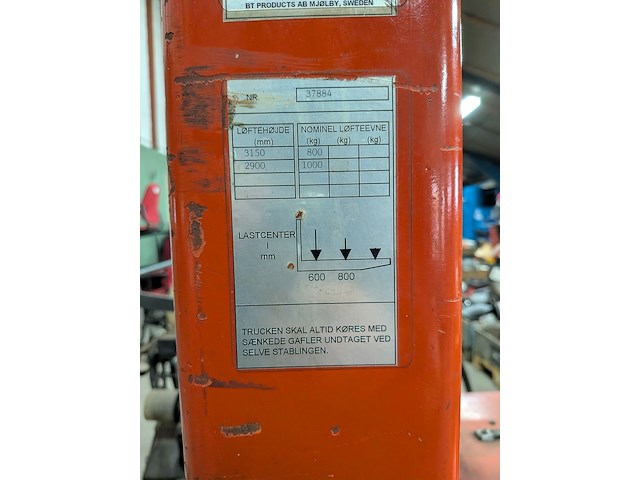 BT PRODUCTS AB MJØLBY, SWEDEN
NR. 37884
LØFTEHØJDE NOMINEL LØFTEEVNE
(mm) (kg) (kg) (kg)
3150 800
2900 1000
LASTCENTER
I
mm
600 800
TRUCKEN SKAL ALTID KØRES MED
SÆNKEDE GAFLER UNDTAGET VED
SELVE STABLINGEN.